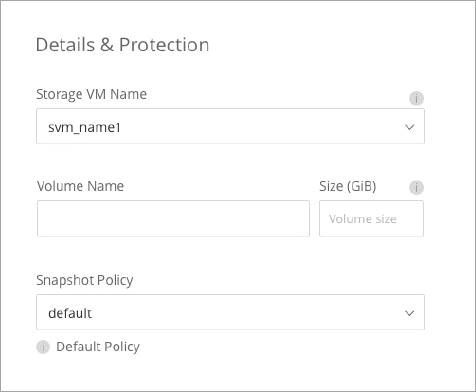 Details & Protection
Storage VM Name
svm_name1
Volume Name
Size (GiB)
Volume size
Snapshot Policy
default
Default Policy